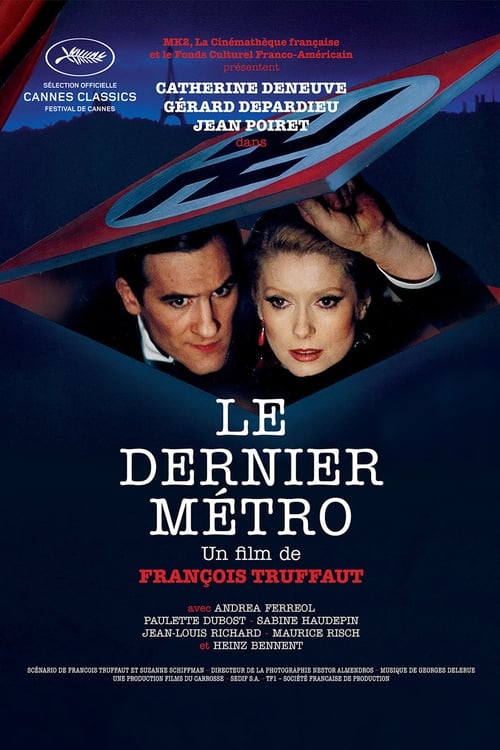 MK2, La Cinémathèque française
et le Fonds Culturel Franco-Américain
présentent
SÉLECTION OFFICIELLE
CANNES CLASSICS
FESTIVAL DE CANNES
CATHERINE DENEUVE
GÉRARD DEPARDIEU
JEAN POIRET
dans
LE
DERNIER
MÉTRO
Un film de
FRANÇOIS TRUFFAUT
avec ANDREA FERREOL
PAULETTE DUBOST - SABINE HAUDEPIN
JEAN-LOUIS RICHARD - MAURICE RISCH
et HEINZ BENNENT
SCÉNARIO DE FRANCOIS TRUFFAUT ET SUZANNE SCHIFFMAN - DIRECTEUR DE LA PHOTOGRAPHIE NESTOR ALMENDROS - MUSIQUE DE GEORGES DELERUE
UNE PRODUCTION FILMS DU CARROSSE - SEDIF S.A. - TF1 - SOCIÉTÉ FRANCAISE DE PRODUCTION